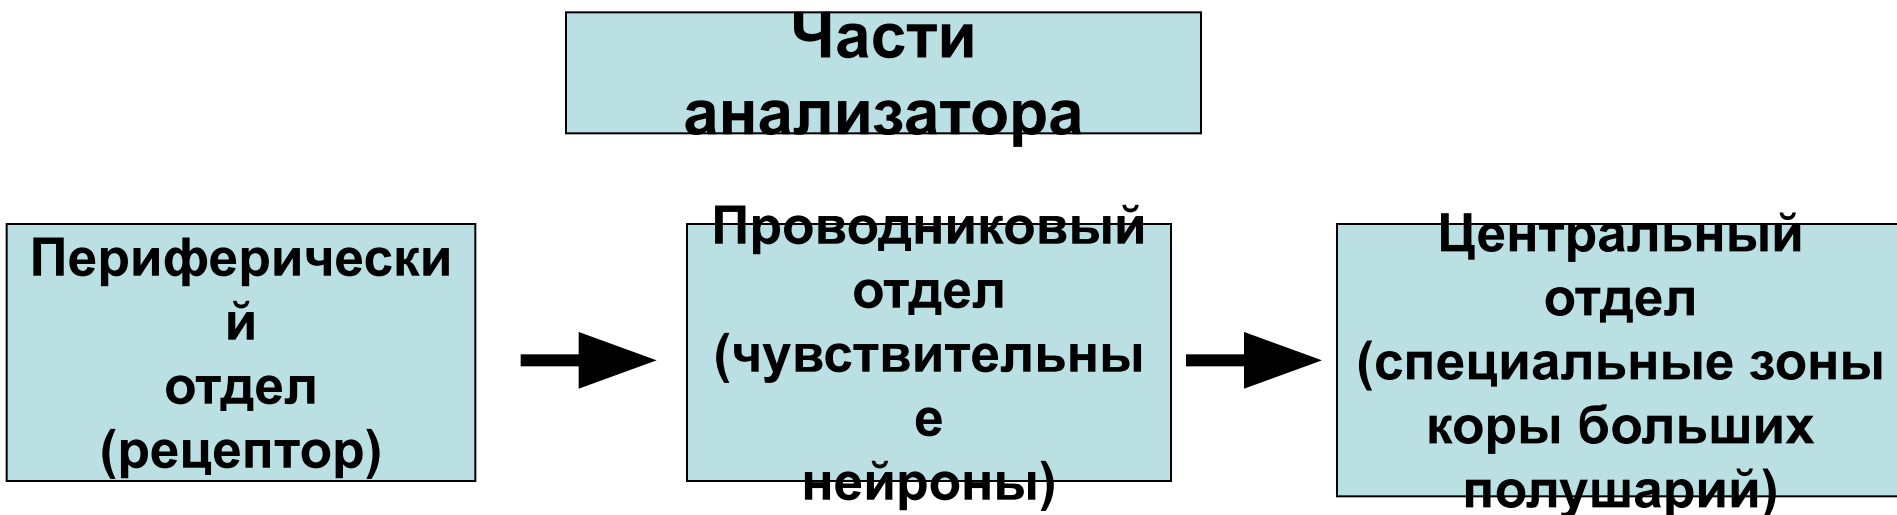 Части
анализатора
Периферически
й
отдел
(рецептор)
Проводниковый
отдел
(чувствительны
е
нейроны)
Центральный
отдел
(специальные зоны
коры больших
полушарий)